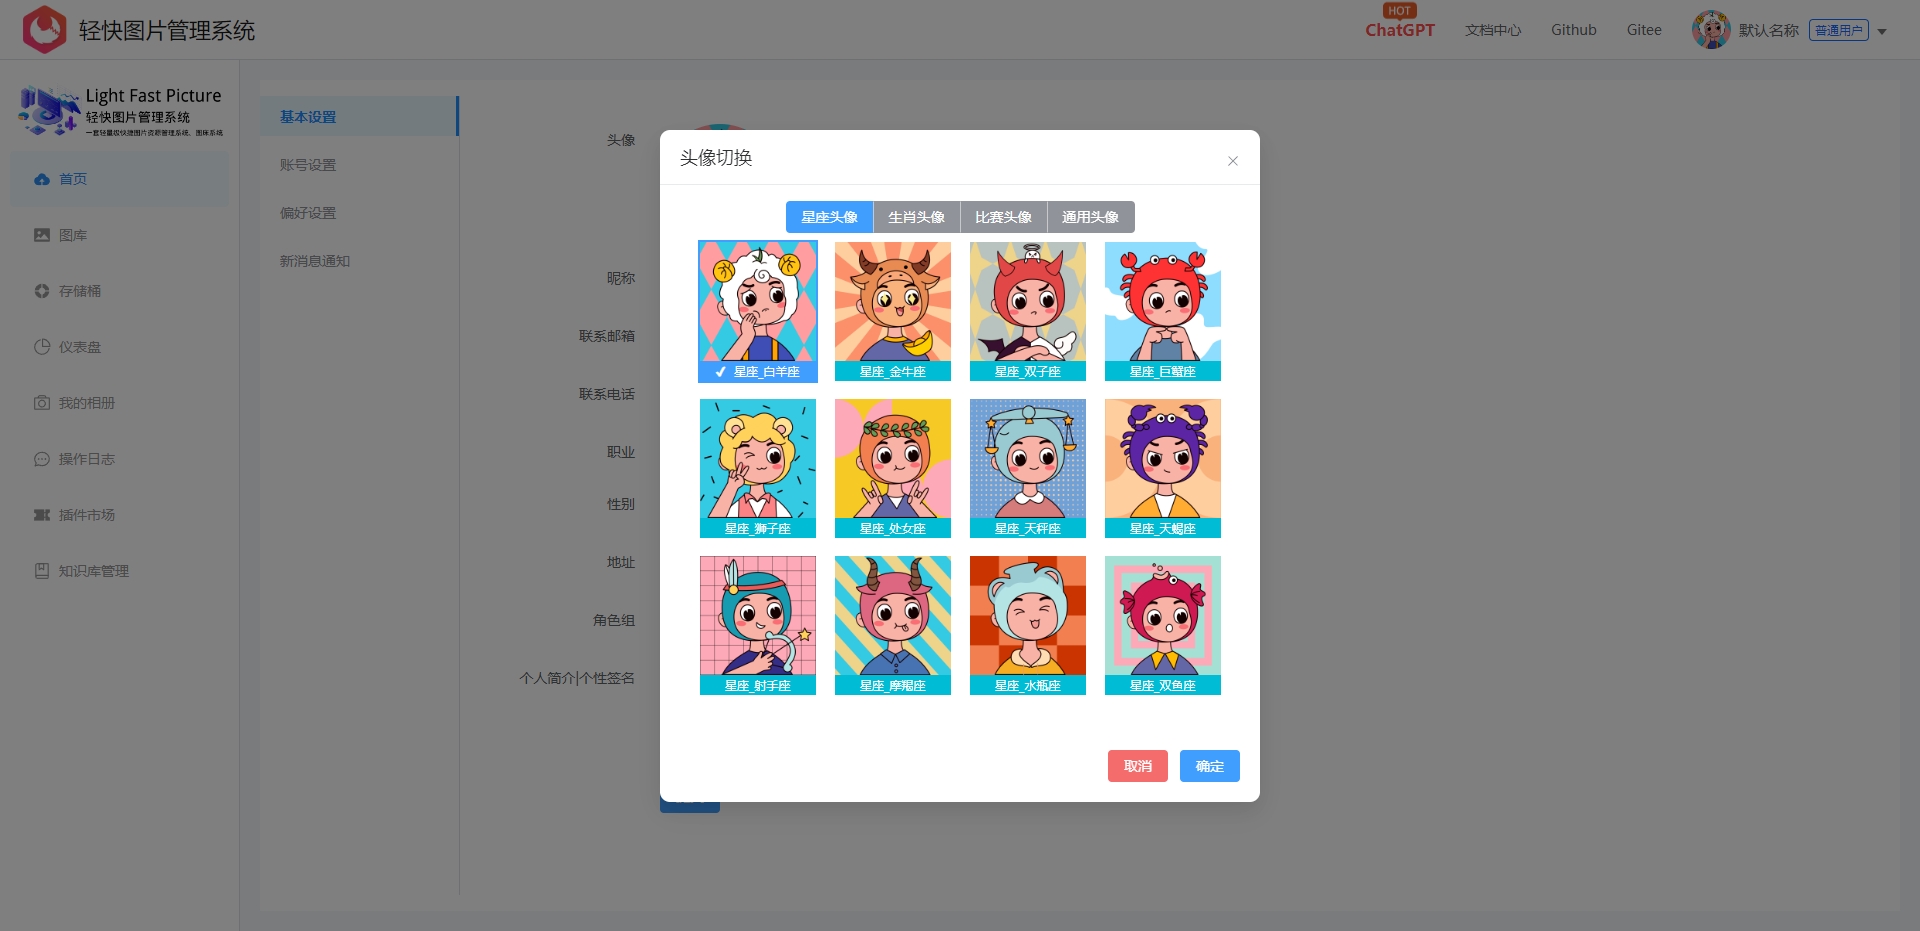 轻快图片管理系统
HOT
ChatGPT
文档中心
Github
Gitee
默认名称
普通用户
Light Fast Picture
轻快图片管理系统
一套轻量级快捷图片资源管理系统、图床系统
首页
图库
存储桶
仪表盘
我的相册
操作日志
插件市场
知识库管理
基本设置
账号设置
偏好设置
新消息通知
头像
昵称
联系邮箱
联系电话
职业
性别
地址
角色组
个人简介|个性签名
头像切换
星座头像
生肖头像
比赛头像
通用头像
星座_白羊座
星座_金牛座
星座_双子座
星座_巨蟹座
星座_狮子座
星座_处女座
星座_天秤座
星座_天蝎座
星座_射手座
星座_摩羯座
星座_水瓶座
星座_双鱼座
取消
确定